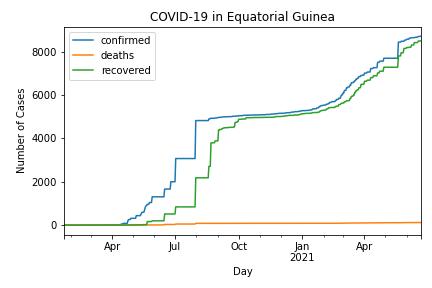 COVID-19 in Equatorial Guinea
confirmed
deaths
recovered
Number of Cases
8000
6000
4000
2000
0
Apr Jul Oct Jan Apr
2021
Day